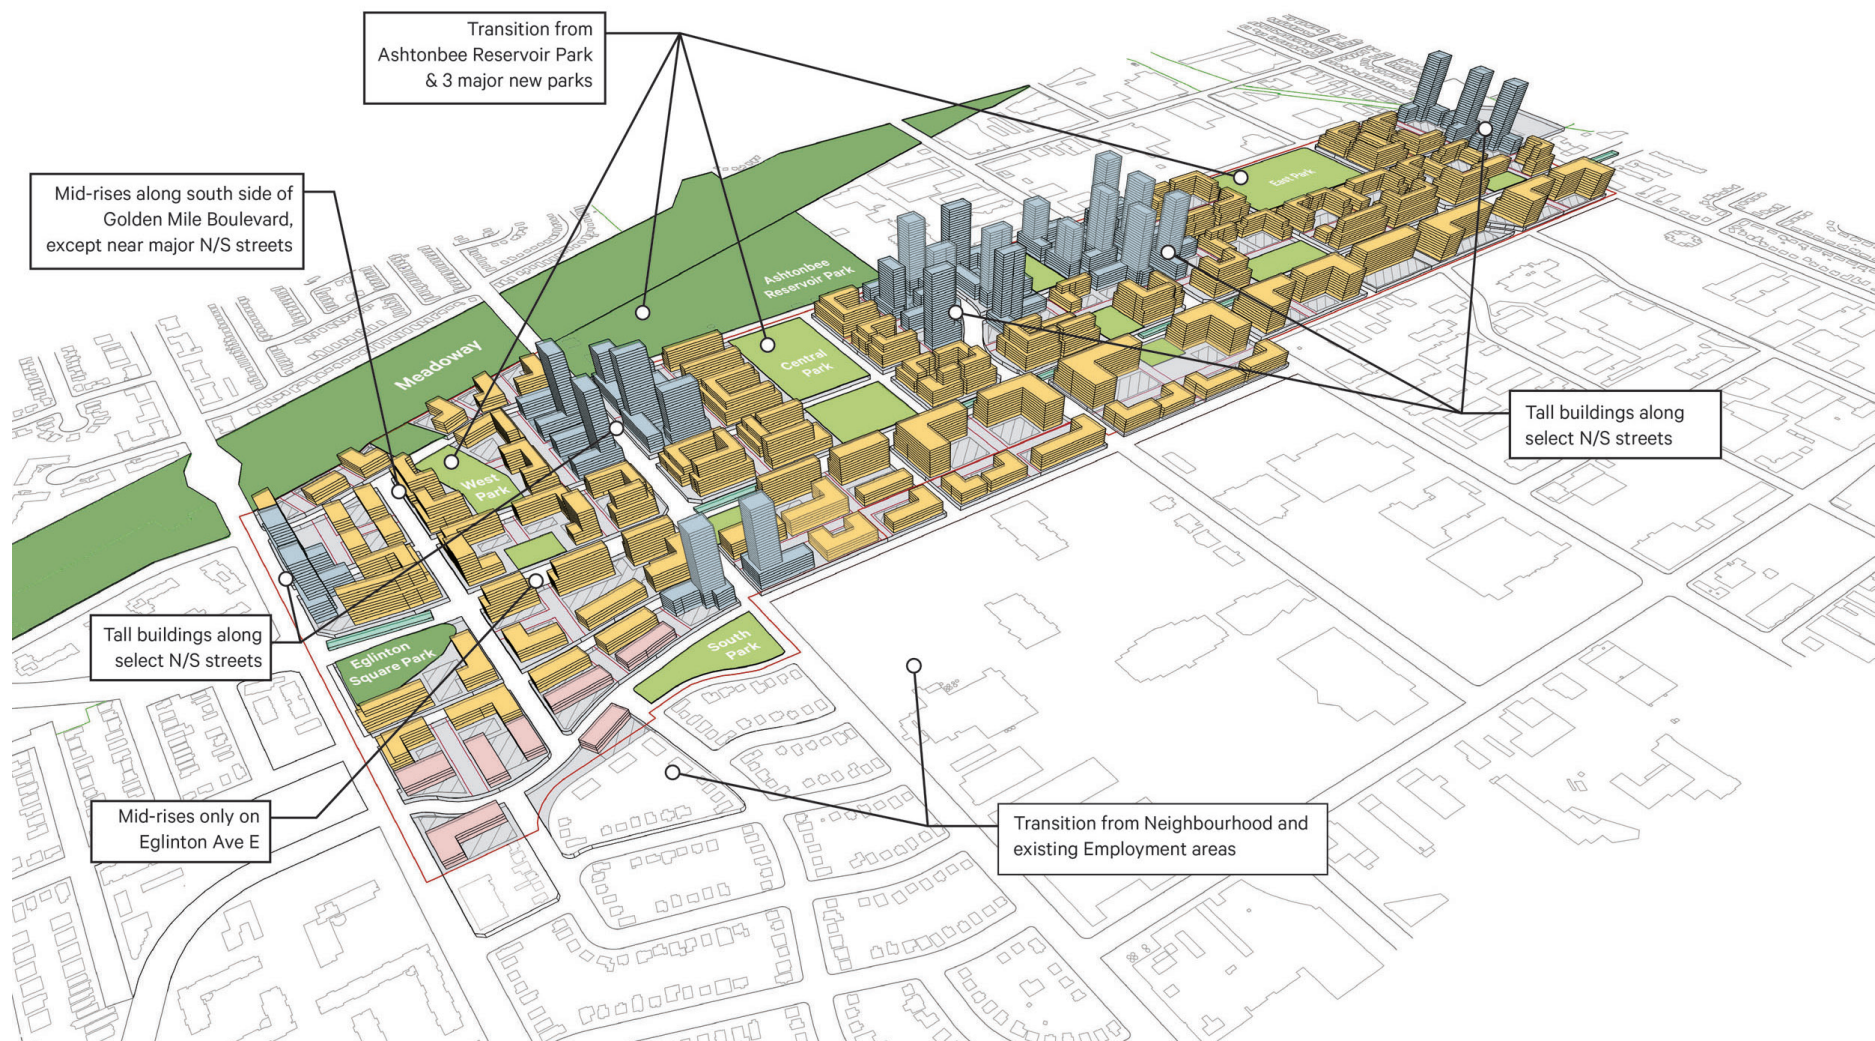 Transition from
Ashtonbee Reservoir Park
& 3 major new parks
Mid-rises along south side of
Golden Mile Boulevard,
except near major N/S streets
East Park
Ashtonbee
Reservoir Park
Meadoway
Central
Park
Tall buildings along
select N/S streets
West
Park
Tall buildings along
select N/S streets
Eglinton
Square Park
South
Park
Mid-rises only on
Eglinton Ave E
Transition from Neighbourhood and
existing Employment areas